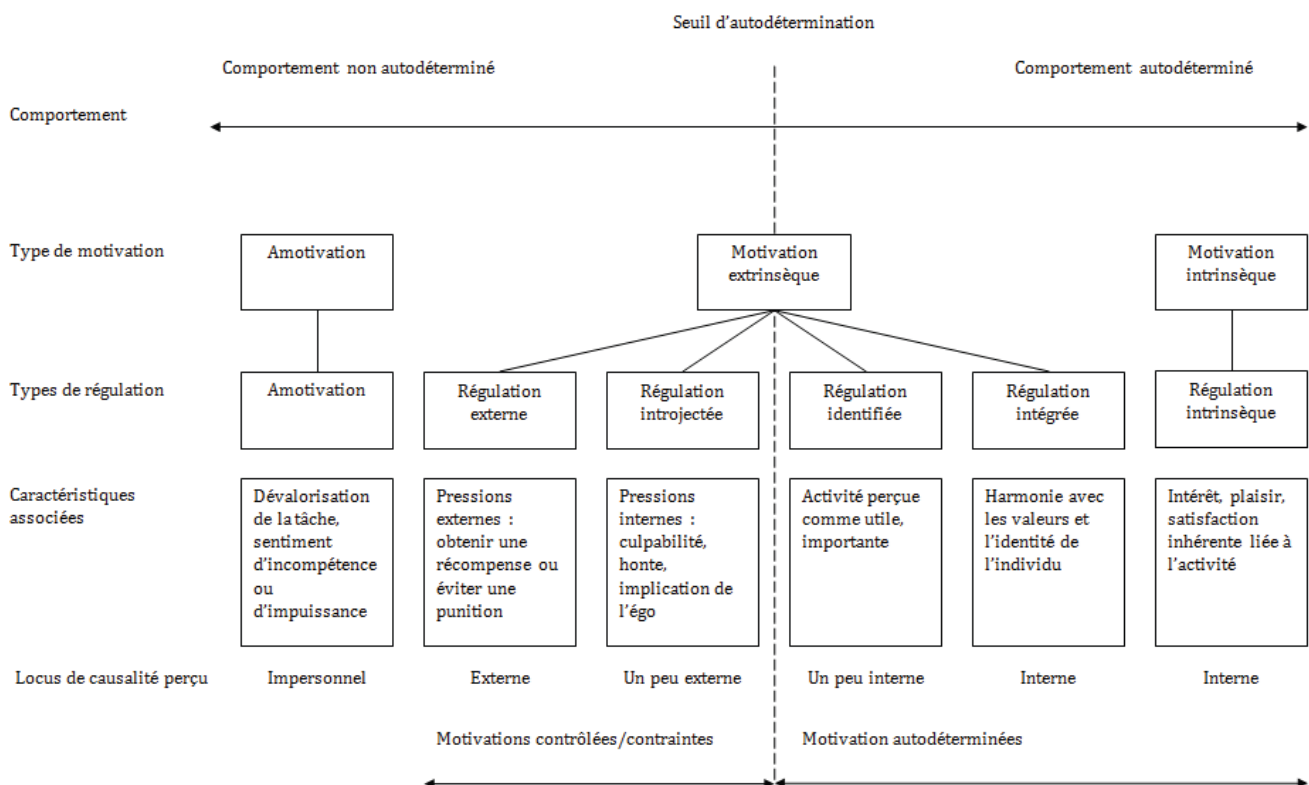 Seuil d'autodétermination
Comportement non autodéterminé
Comportement autodéterminé
Comportement
Type de motivation
Amotivation
Motivation
extrinsèque
Motivation
intrinsèque
Types de régulation
Amotivation
Régulation
externe
Régulation
introjectée
Régulation
identifiée
Régulation
intégrée
Régulation
intrinsèque
Caractéristiques
associées
Dévalorisation
de la tâche,
sentiment
d'incompétence
ou
d'impuissance
Pressions
externes :
obtenir une
récompense ou
éviter une
punition
Pressions
internes :
culpabilité,
honte,
implication de
l'égo
Activité perçue
comme utile,
importante
Harmonie avec
les valeurs et
l'identité de
l'individu
Intérêt, plaisir,
satisfaction
inhérente liée à
l'activité
Locus de causalité perçu
Impersonnel
Externe
Un peu externe
Un peu interne
Interne
Interne
Motivations contrôlées/contraintes
Motivation autodéterminées